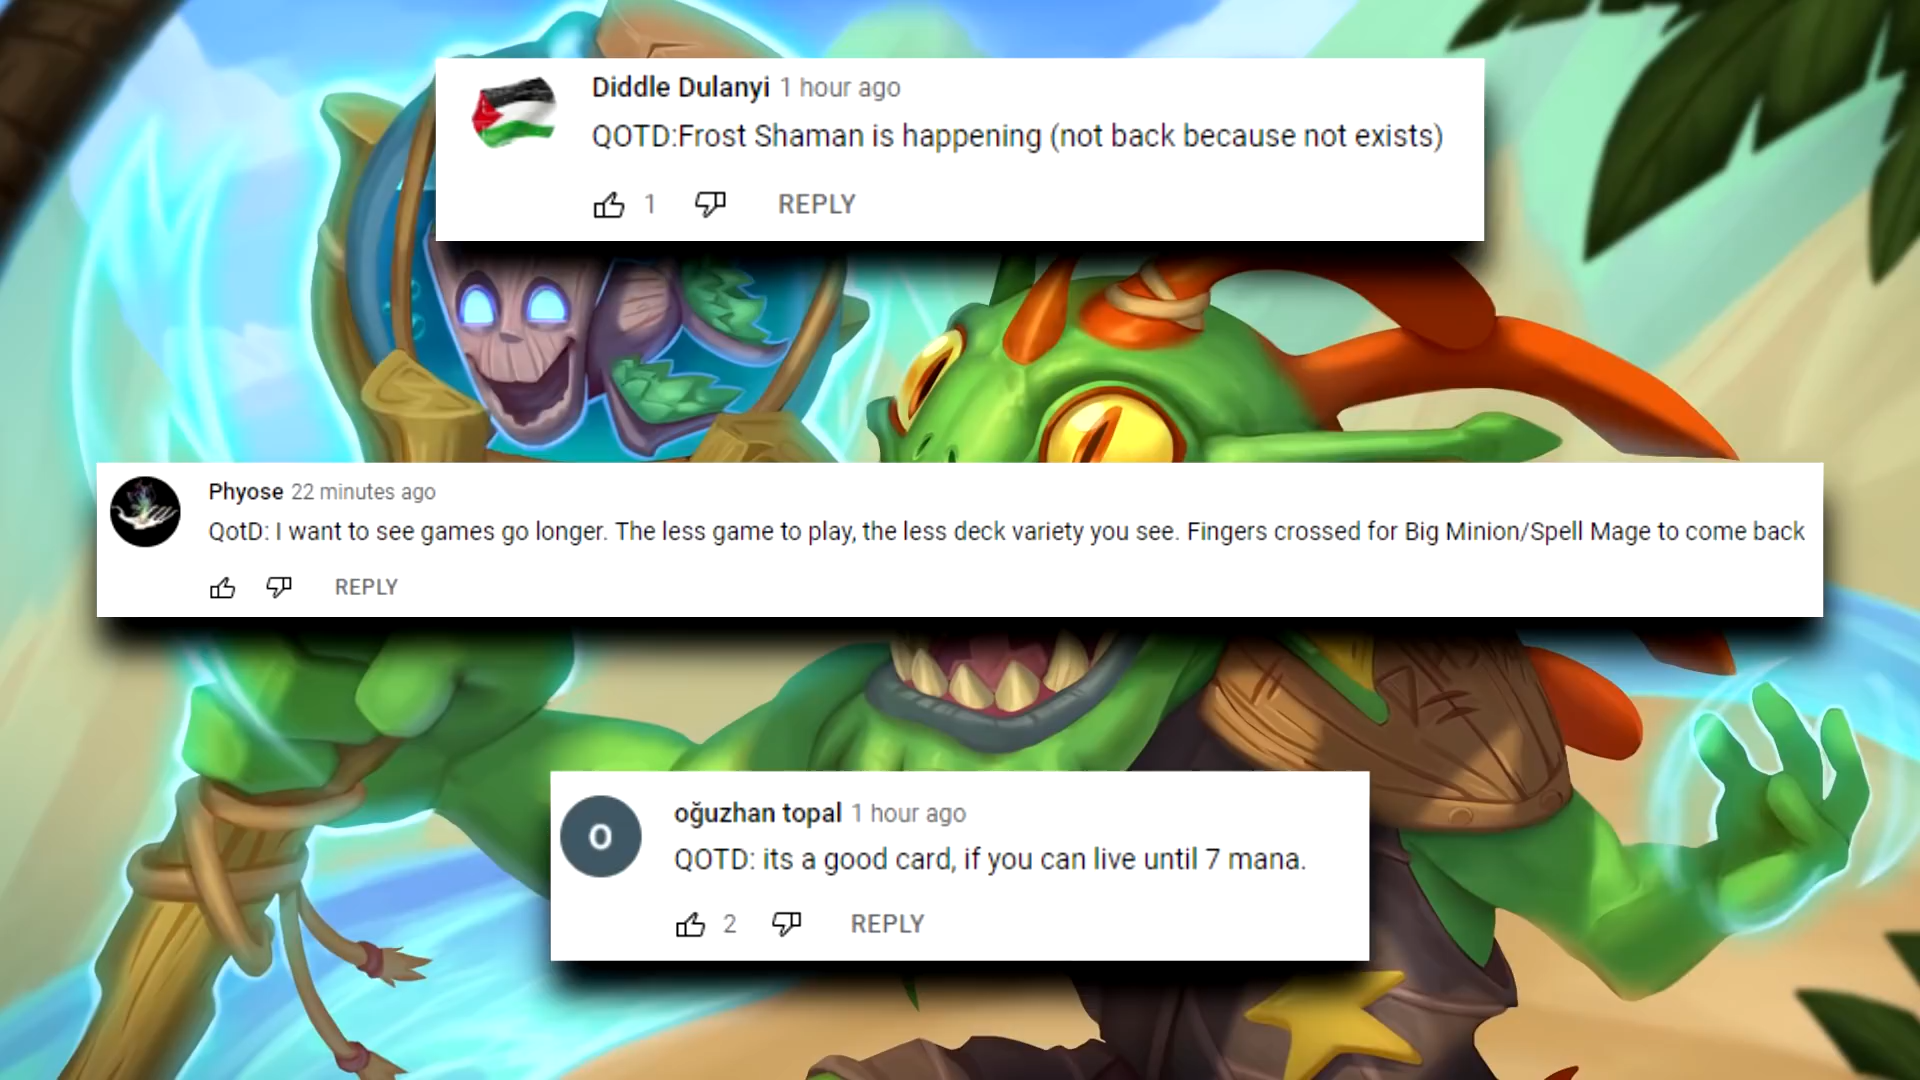 Diddle Dulanyi 1 hour ago
QOTD:Frost Shaman is happening (not back because not exists)
1 REPLY
Phyose 22 minutes ago
QotD: I want to see games go longer. The less game to play, the less deck variety you see. Fingers crossed for Big Minion/Spell Mage to come back
REPLY
O
oğuzhan topal 1 hour ago
QOTD: its a good card, if you can live until 7 mana.
2 REPLY